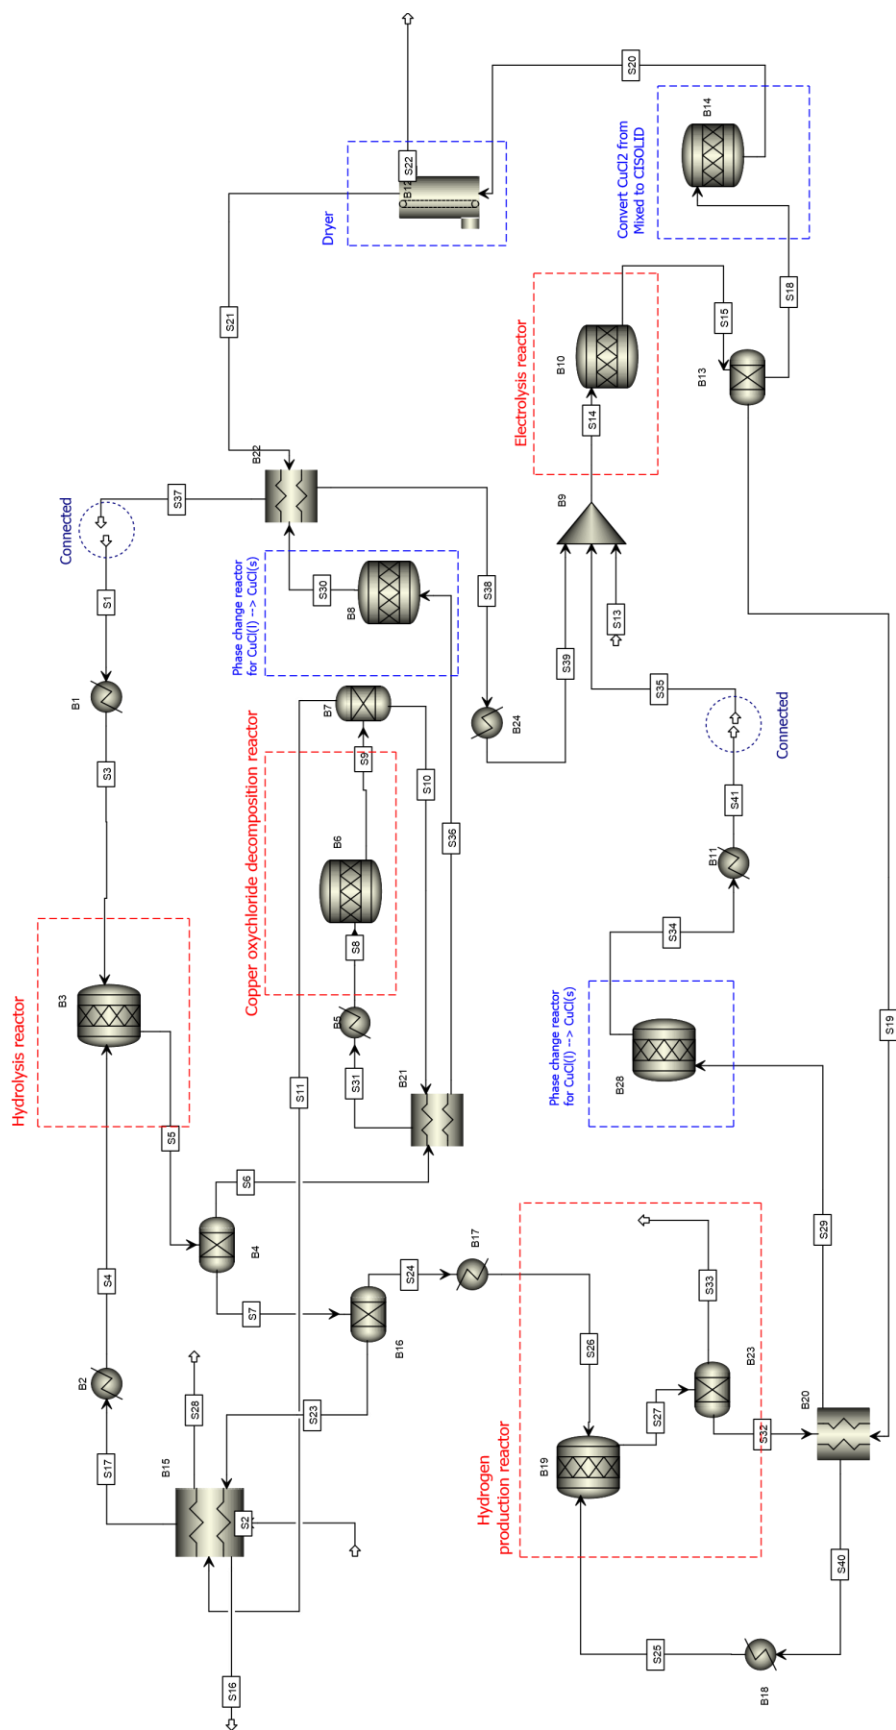 Hydrolysis reactor
B3
S4
B2
S17
B15
S28
S2
S16
S5
B4
S6
S7
B16
S23
S24
B17
S11
S3
B1
S1
Connected
S37
B22
S21
Dryer
B12
S22
S20
Convert CuCl2 from
Mixed to CISOLID
B14
S18
Copper oxychloride decomposition reactor
B6
S8
B5
S31
B21
S9
B7
S10
S36
Phase change reactor
for CuCl(l) --> CuCl(s)
B8
S30
S38
B24
S39
Electrolysis reactor
B10
S14
B9
S13
S35
S15
B13
Connected
S41
B11
S34
Phase change reactor
for CuCl(l) --> CuCl(s)
B28
S29
S19
Hydrogen
production reactor
B19
S26
S27
B23
S33
S32
B20
S40
B18
S25